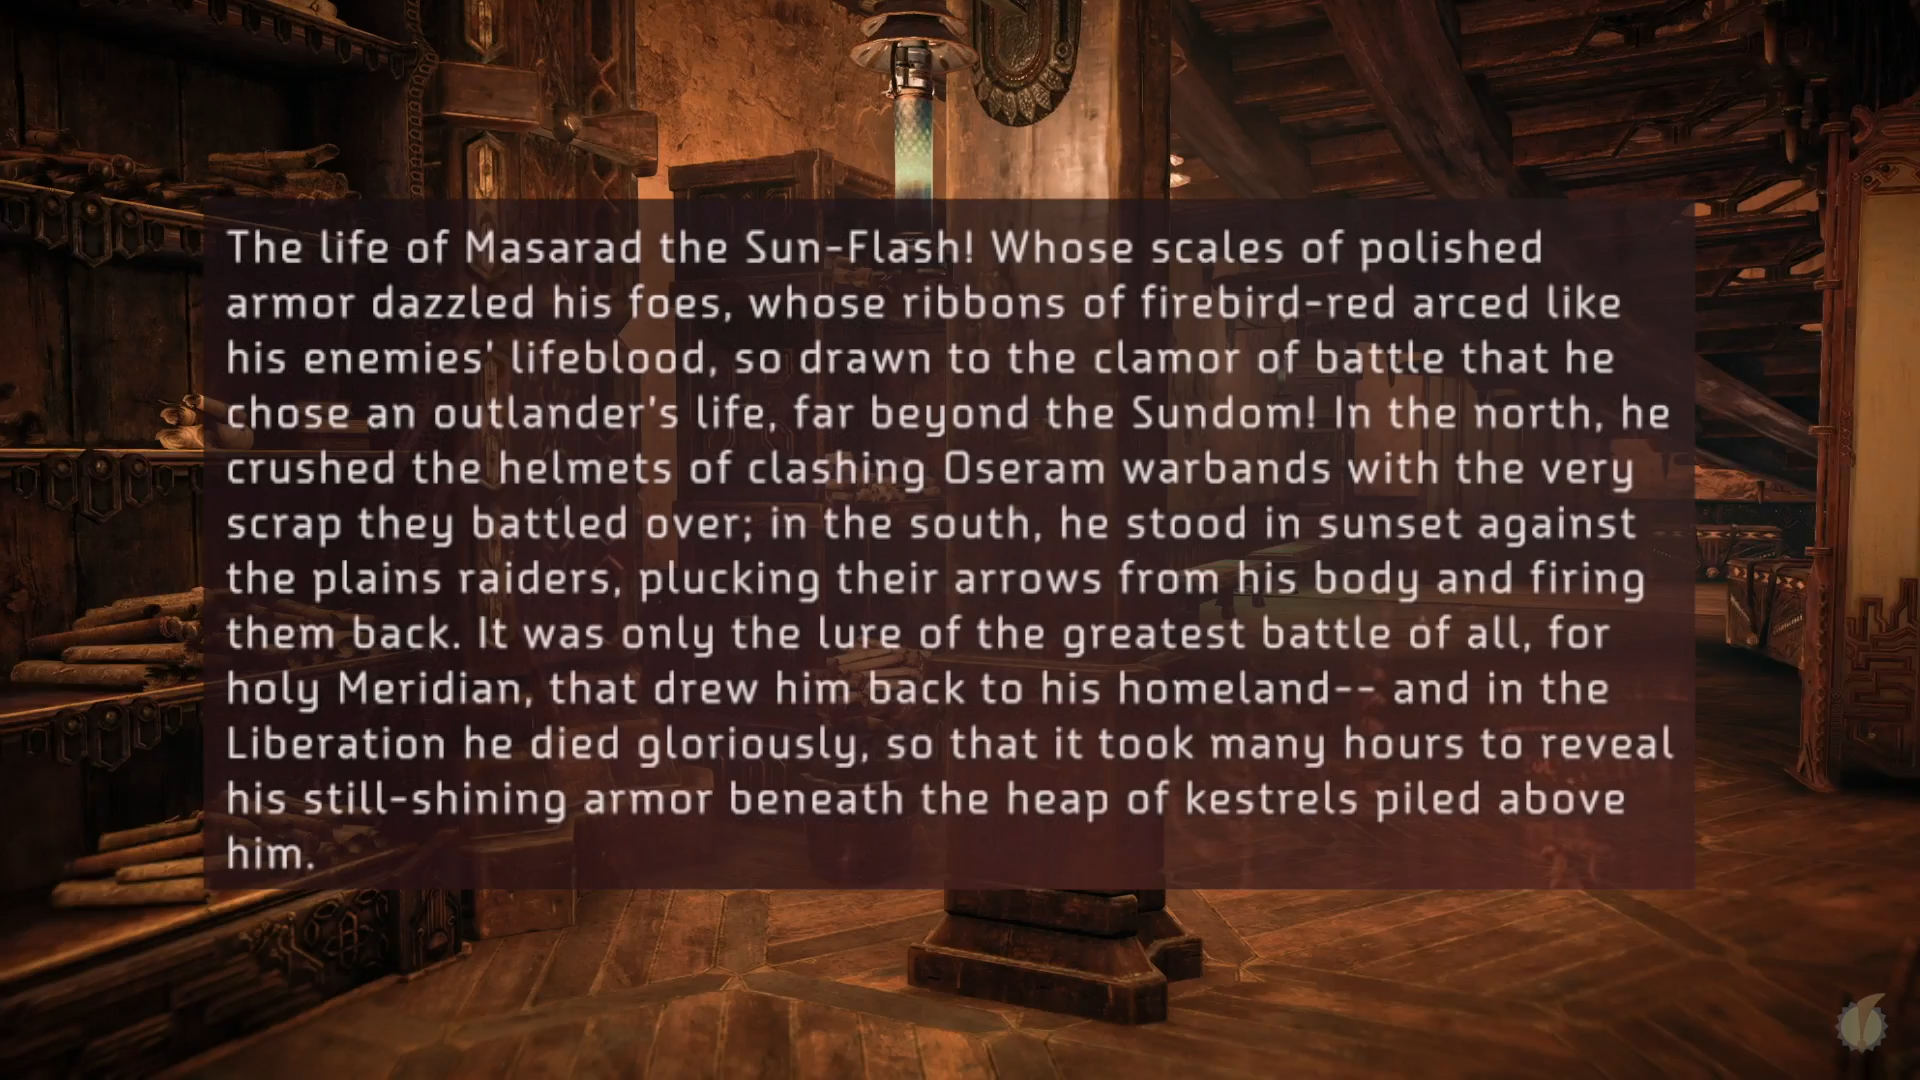 The life of Masarad the Sun-Flash! Whose scales of polished
armor dazzled his foes, whose ribbons of firebird-red arced like
his enemies' lifeblood, so drawn to the clamor of battle that he
chose an outlander's life, far beyond the Sundom! In the north, he
crushed the helmets of clashing Oseram warbands with the very
scrap they battled over; in the south, he stood in sunset against
the plains raiders, plucking their arrows from his body and firing
them back. It was only the lure of the greatest battle of all, for
holy Meridian, that drew him back to his homeland-- and in the
Liberation he died gloriously, so that it took many hours to reveal
his still-shining armor beneath the heap of kestrels piled above
him.